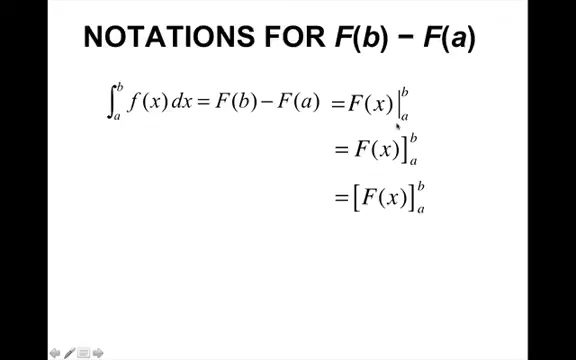 NOTATIONS FOR F(b) − F(a)
∫_a^b f(x) dx = F(b) − F(a) = F(x)|_a^b
= F(x)]_a^b
= [F(x)]_a^b